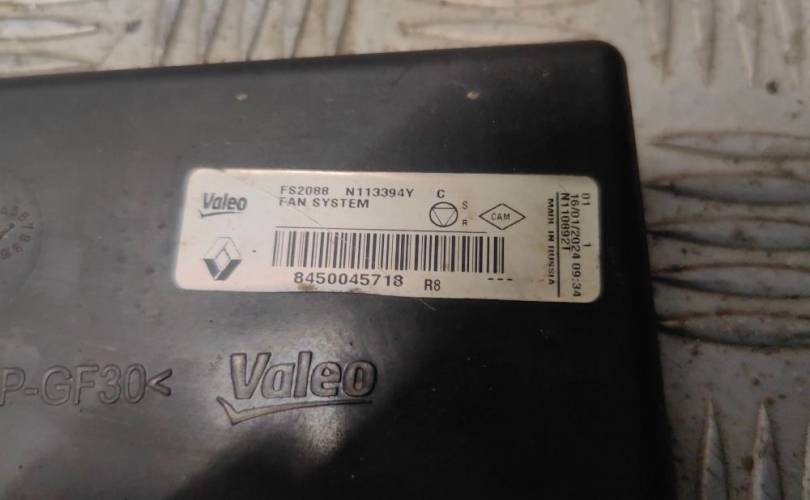 Valeo
FS2088 N113394Y C
FAN SYSTEM
S
R
CAM
8450045718 R8 ---
01 1
16/01/2024 09:34
N110892T
MADE IN RUSSIA
P-GF30<
Valeo